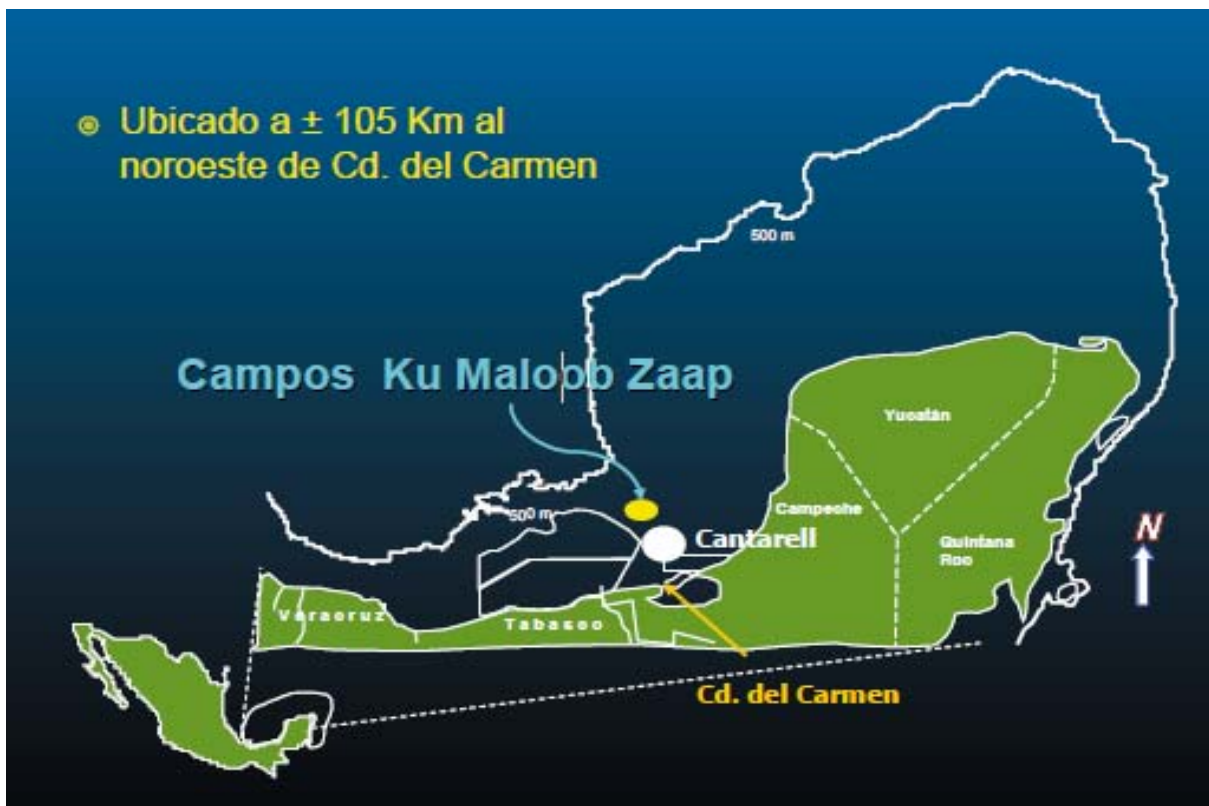 Ubicado a ± 105 Km al
noroeste de Cd. del Carmen
500 m
Campos Ku Maloob Zaap
Yucatán
Campeche
500 m
Cantarell
Quintana
Roo
N
Veracruz
Tabasco
Cd. del Carmen